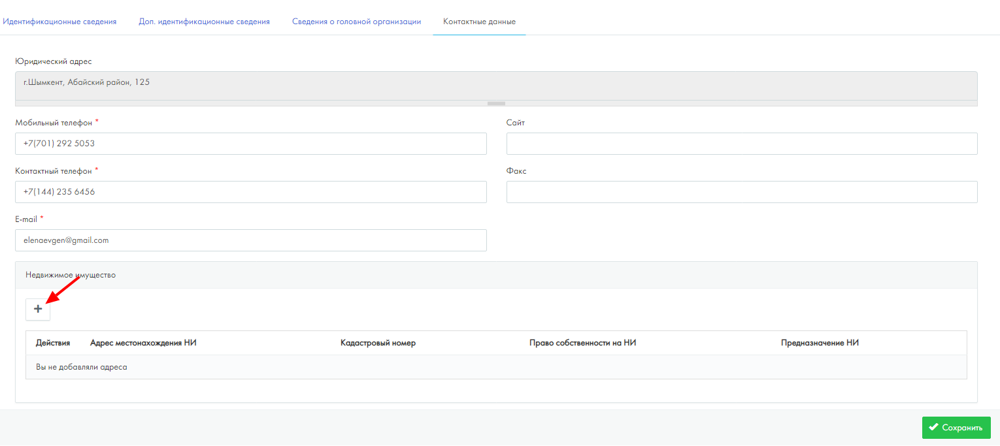 Идентификационные сведения Доп. идентификационные сведения Сведения о головной организации Контактные данные
Юридический адрес
г.Шымкент, Абайский район, 125
Мобильный телефон * Сайт
+7(701) 292 5053
Контактный телефон * Факс
+7(144) 235 6456
E-mail *
elenaevgen@gmail.com
Недвижимое имущество
+
Действия Адрес местонахождения НИ Кадастровый номер Право собственности на НИ Предназначение НИ
Вы не добавляли адреса
Сохранить